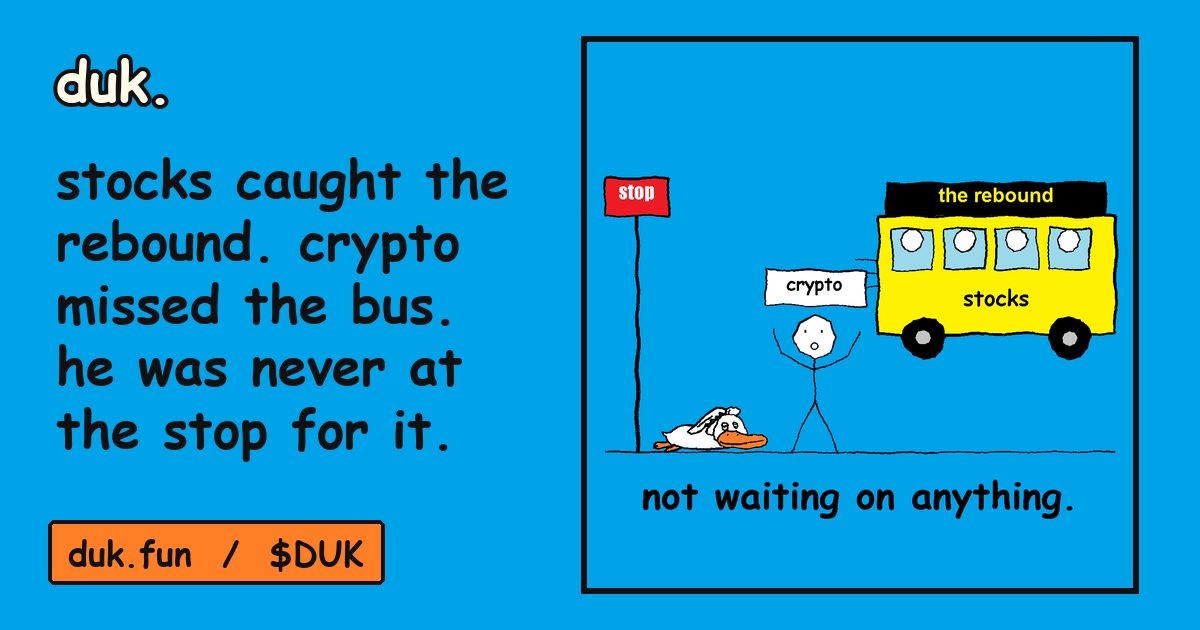 duk.
stocks caught the
rebound. crypto
missed the bus.
he was never at
the stop for it.
duk.fun / $DUK
stop
the rebound
crypto
stocks
not waiting on anything.